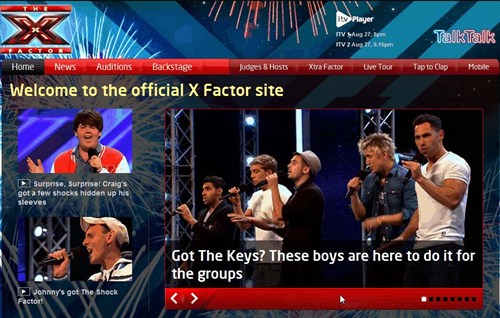 THE
X
FACTOR
itv Player
ITV 1 Aug 27, 8pm
ITV 2 Aug 27, 9.15pm
TalkTalk
Home News Auditions Backstage Judges & Hosts Xtra Factor Live Tour Tap to Clap Mobile
Welcome to the official X Factor site
Surprise, Surprise! Craig's
got a few shocks hidden up his
sleeves
Johnny's got The Shock
Factor!
Got The Keys? These boys are here to do it for
the groups